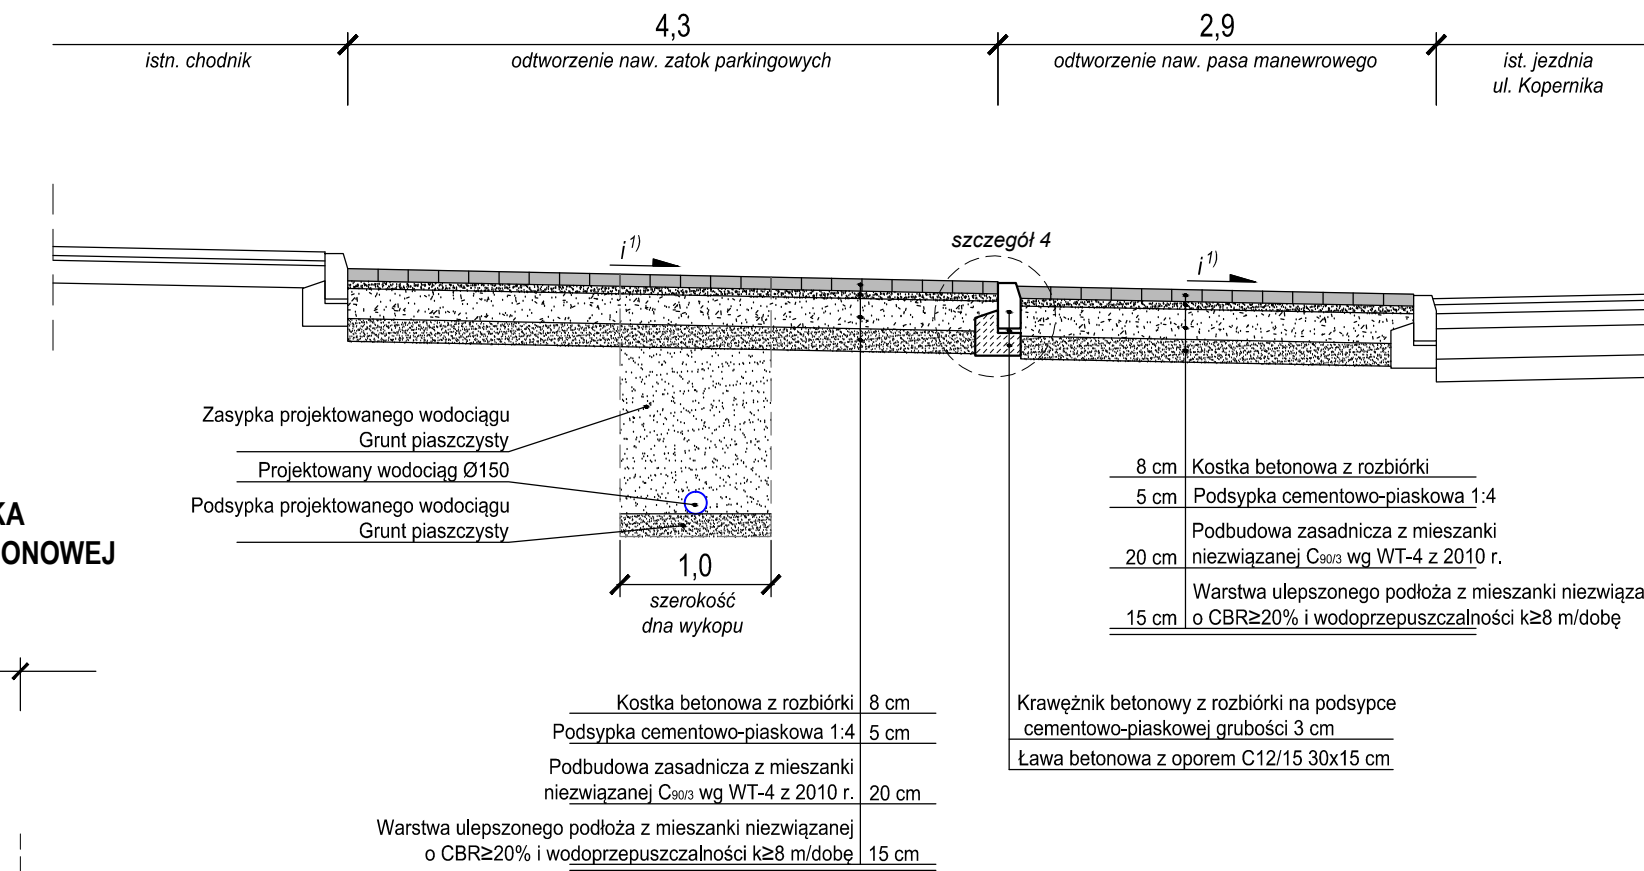 4,3
2,9
istn. chodnik
odtworzenie naw. zatok parkingowych
odtworzenie naw. pasa manewrowego
ist. jezdnia
ul. Kopernika
i 1)
szczegół 4
i 1)
Zasypka projektowanego wodociągu
Grunt piaszczysty
Projektowany wodociąg Ø150
Podsypka projektowanego wodociągu
Grunt piaszczysty
KA
ONOWEJ
1,0
szerokość
dna wykopu
8 cm Kostka betonowa z rozbiórki
5 cm Podsypka cementowo-piaskowa 1:4
Podbudowa zasadnicza z mieszanki
20 cm niezwiązanej C90/3 wg WT-4 z 2010 r.
Warstwa ulepszonego podłoża z mieszanki niezwiąza
15 cm o CBR≥20% i wodoprzepuszczalności k≥8 m/dobę
Kostka betonowa z rozbiórki 8 cm
Podsypka cementowo-piaskowa 1:4 5 cm
Podbudowa zasadnicza z mieszanki
niezwiązanej C90/3 wg WT-4 z 2010 r. 20 cm
Warstwa ulepszonego podłoża z mieszanki niezwiązanej
o CBR≥20% i wodoprzepuszczalności k≥8 m/dobę 15 cm
Krawężnik betonowy z rozbiórki na podsypce
cementowo-piaskowej grubości 3 cm
Ława betonowa z oporem C12/15 30x15 cm